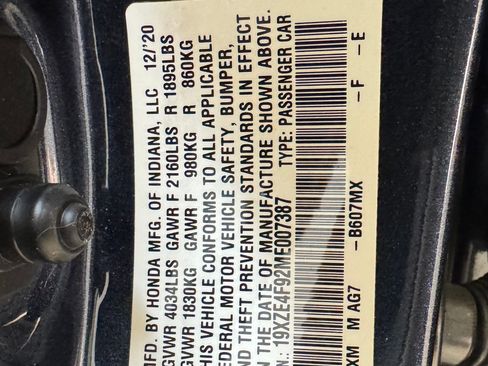 MFD. BY HONDA MFG. OF INDIANA, LLC 12/'20
GVWR 4034LBS GAWR F 2160LBS R 1895LBS
GVWR 1830KG GAWR F 980KG R 860KG
THIS VEHICLE CONFORMS TO ALL APPLICABLE
FEDERAL MOTOR VEHICLE SAFETY, BUMPER,
AND THEFT PREVENTION STANDARDS IN EFFECT
ON THE DATE OF MANUFACTURE SHOWN ABOVE.
19XZE4F92ME007387 TYPE: PASSENGER CAR
B607MX F E
XM M AG7